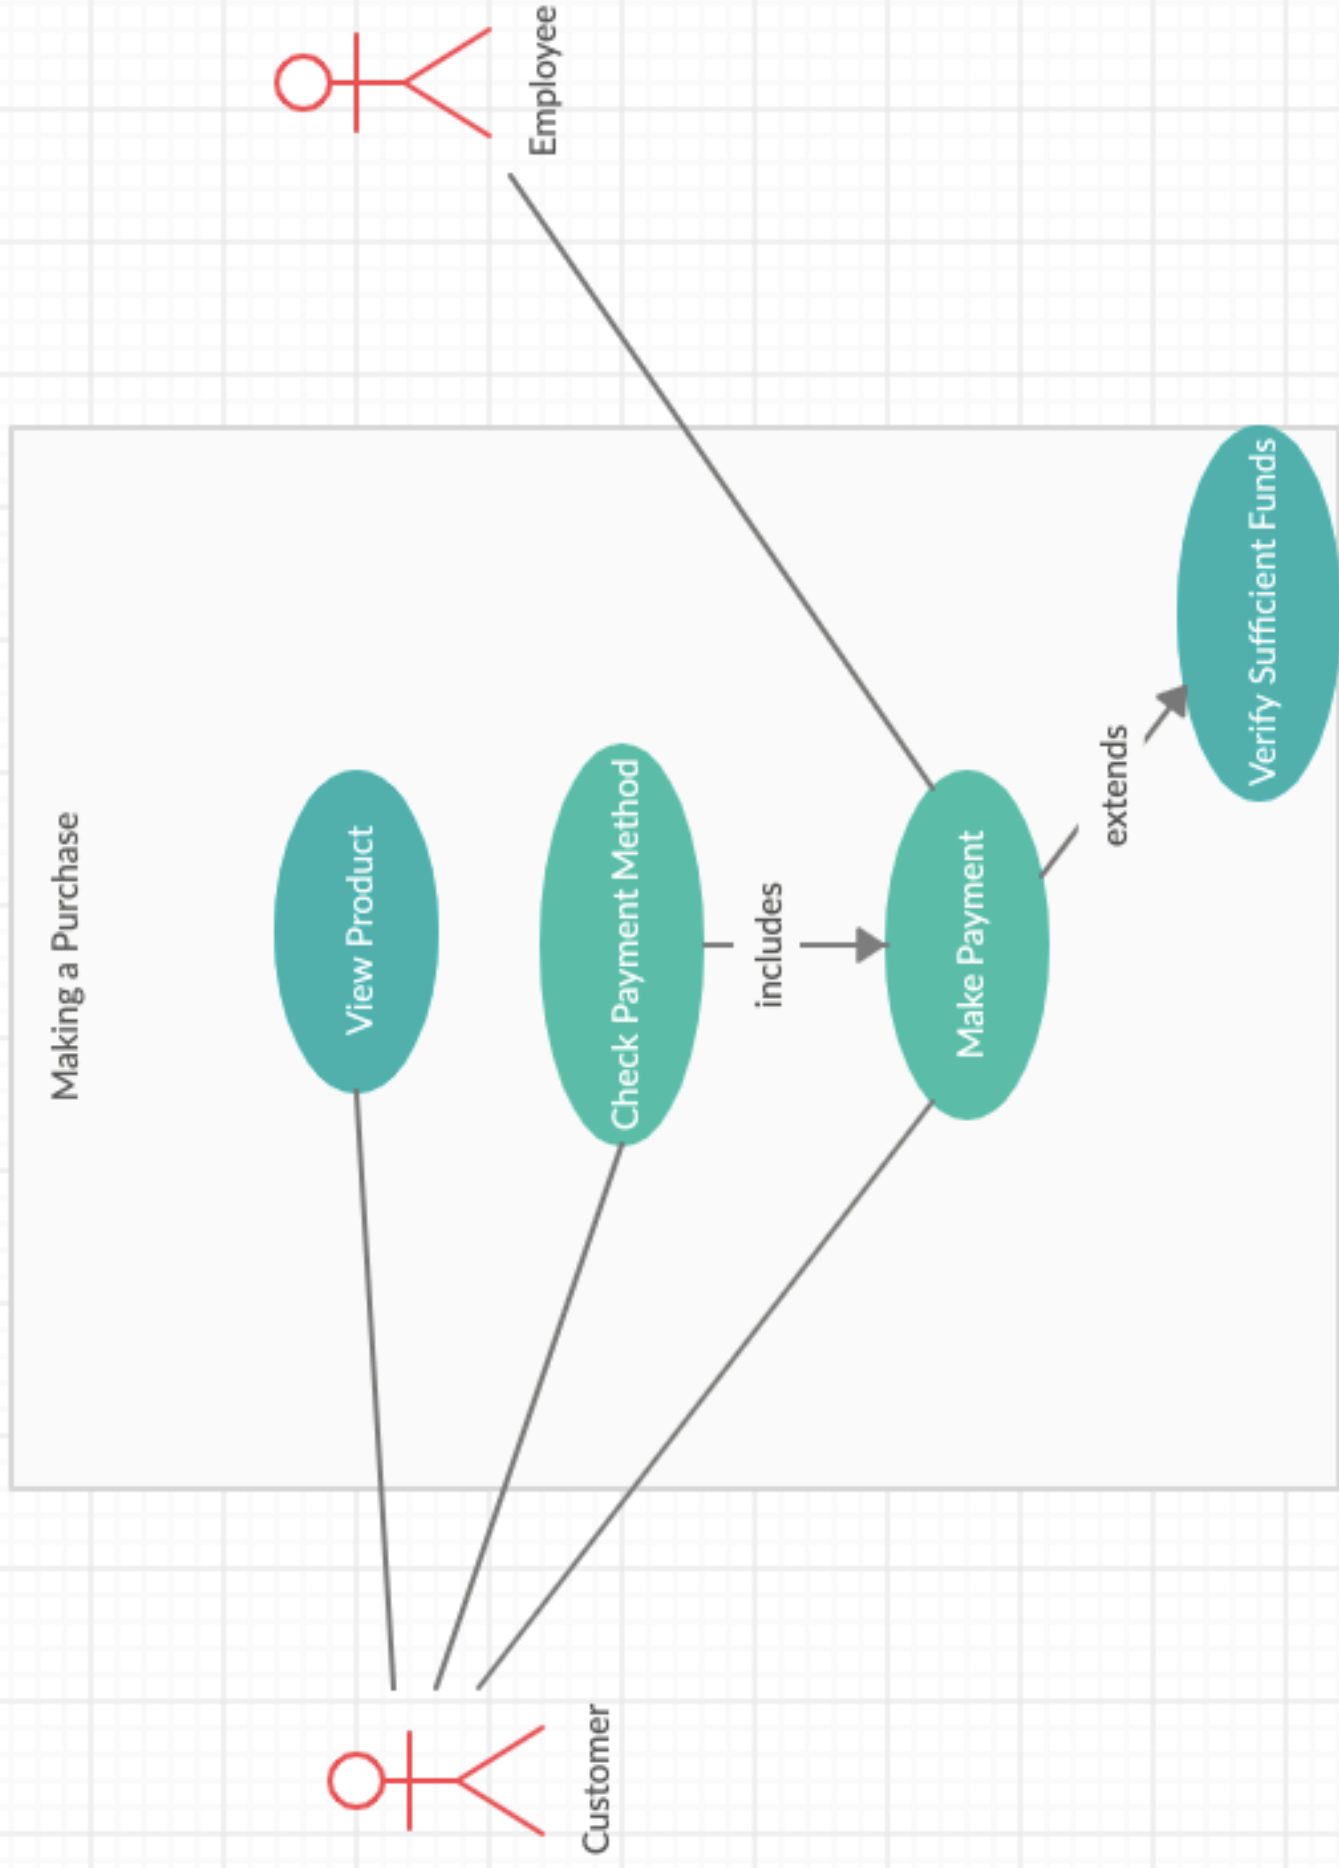 Making a Purchase
Customer
Employee
View Product
Check Payment Method
includes
Make Payment
extends
Verify Sufficient Funds